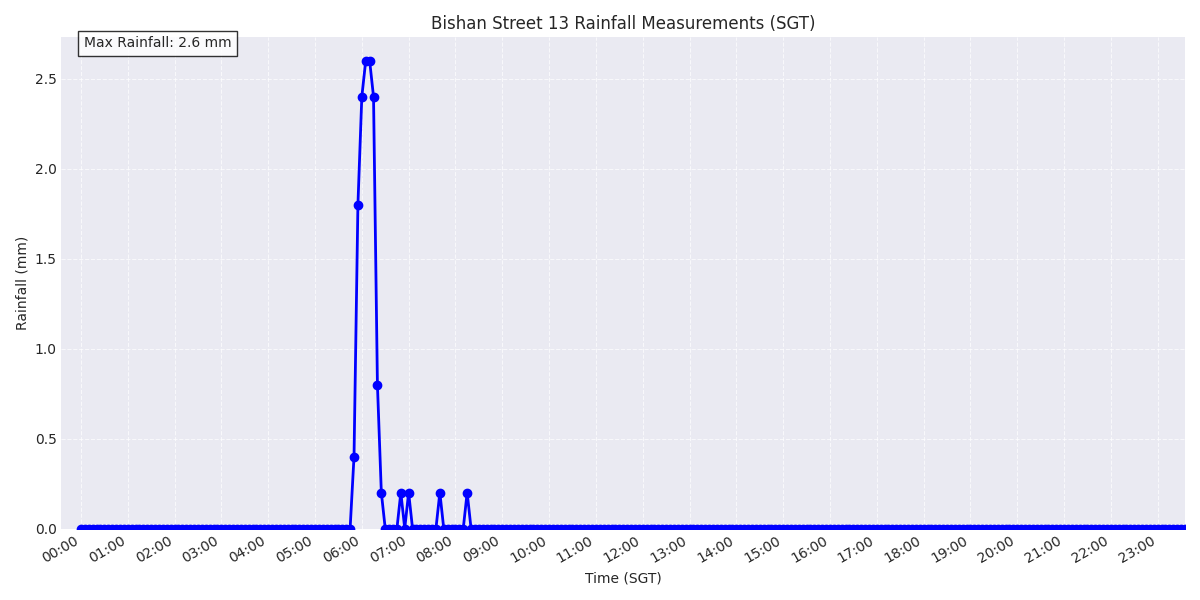 Bishan Street 13 Rainfall Measurements (SGT)
Max Rainfall: 2.6 mm
Rainfall (mm)
2.5
2.0
1.5
1.0
0.5
0.0
00:00 01:00 02:00 03:00 04:00 05:00 06:00 07:00 08:00 09:00 10:00 11:00 12:00 13:00 14:00 15:00 16:00 17:00 18:00 19:00 20:00 21:00 22:00 23:00
Time (SGT)